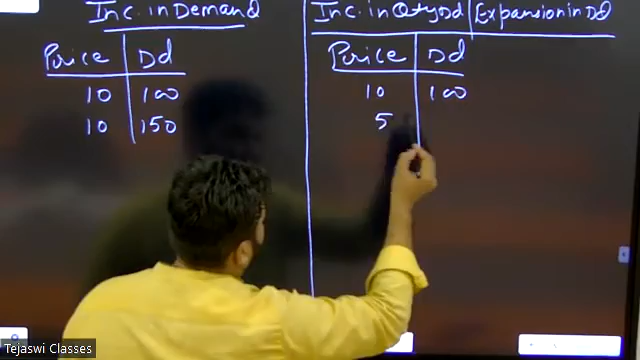 Inc. in Demand
Price Dd
10 100
10 150
Inc. in Qty Dd | Expansion in Dd
Price Dd
10 100
5
Tejaswi Classes